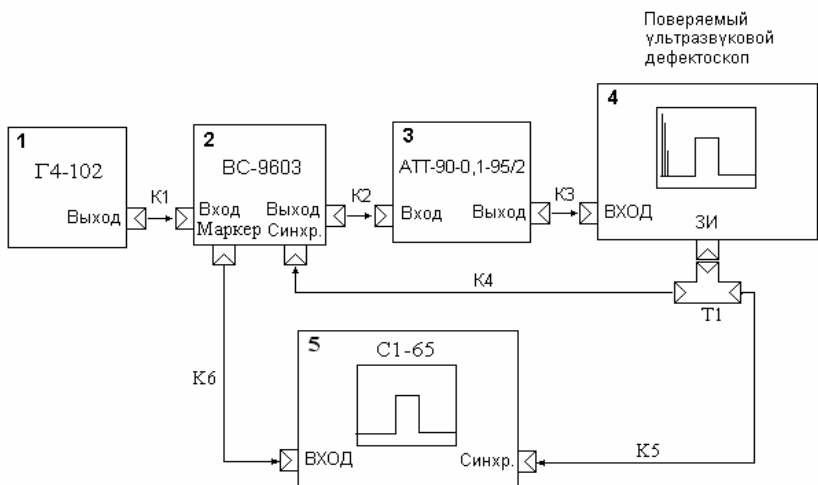 Поверяемый
ультразвуковой
дефектоскоп
1
Г4-102
Выход
К1
2
ВС-9603
Вход
Выход
Маркер
Синхр.
К2
3
АТТ-90-0,1-95/2
Вход
Выход
К3
4
ВХОД
ЗИ
К4
Т1
5
С1-65
ВХОД
Синхр.
К6
К5